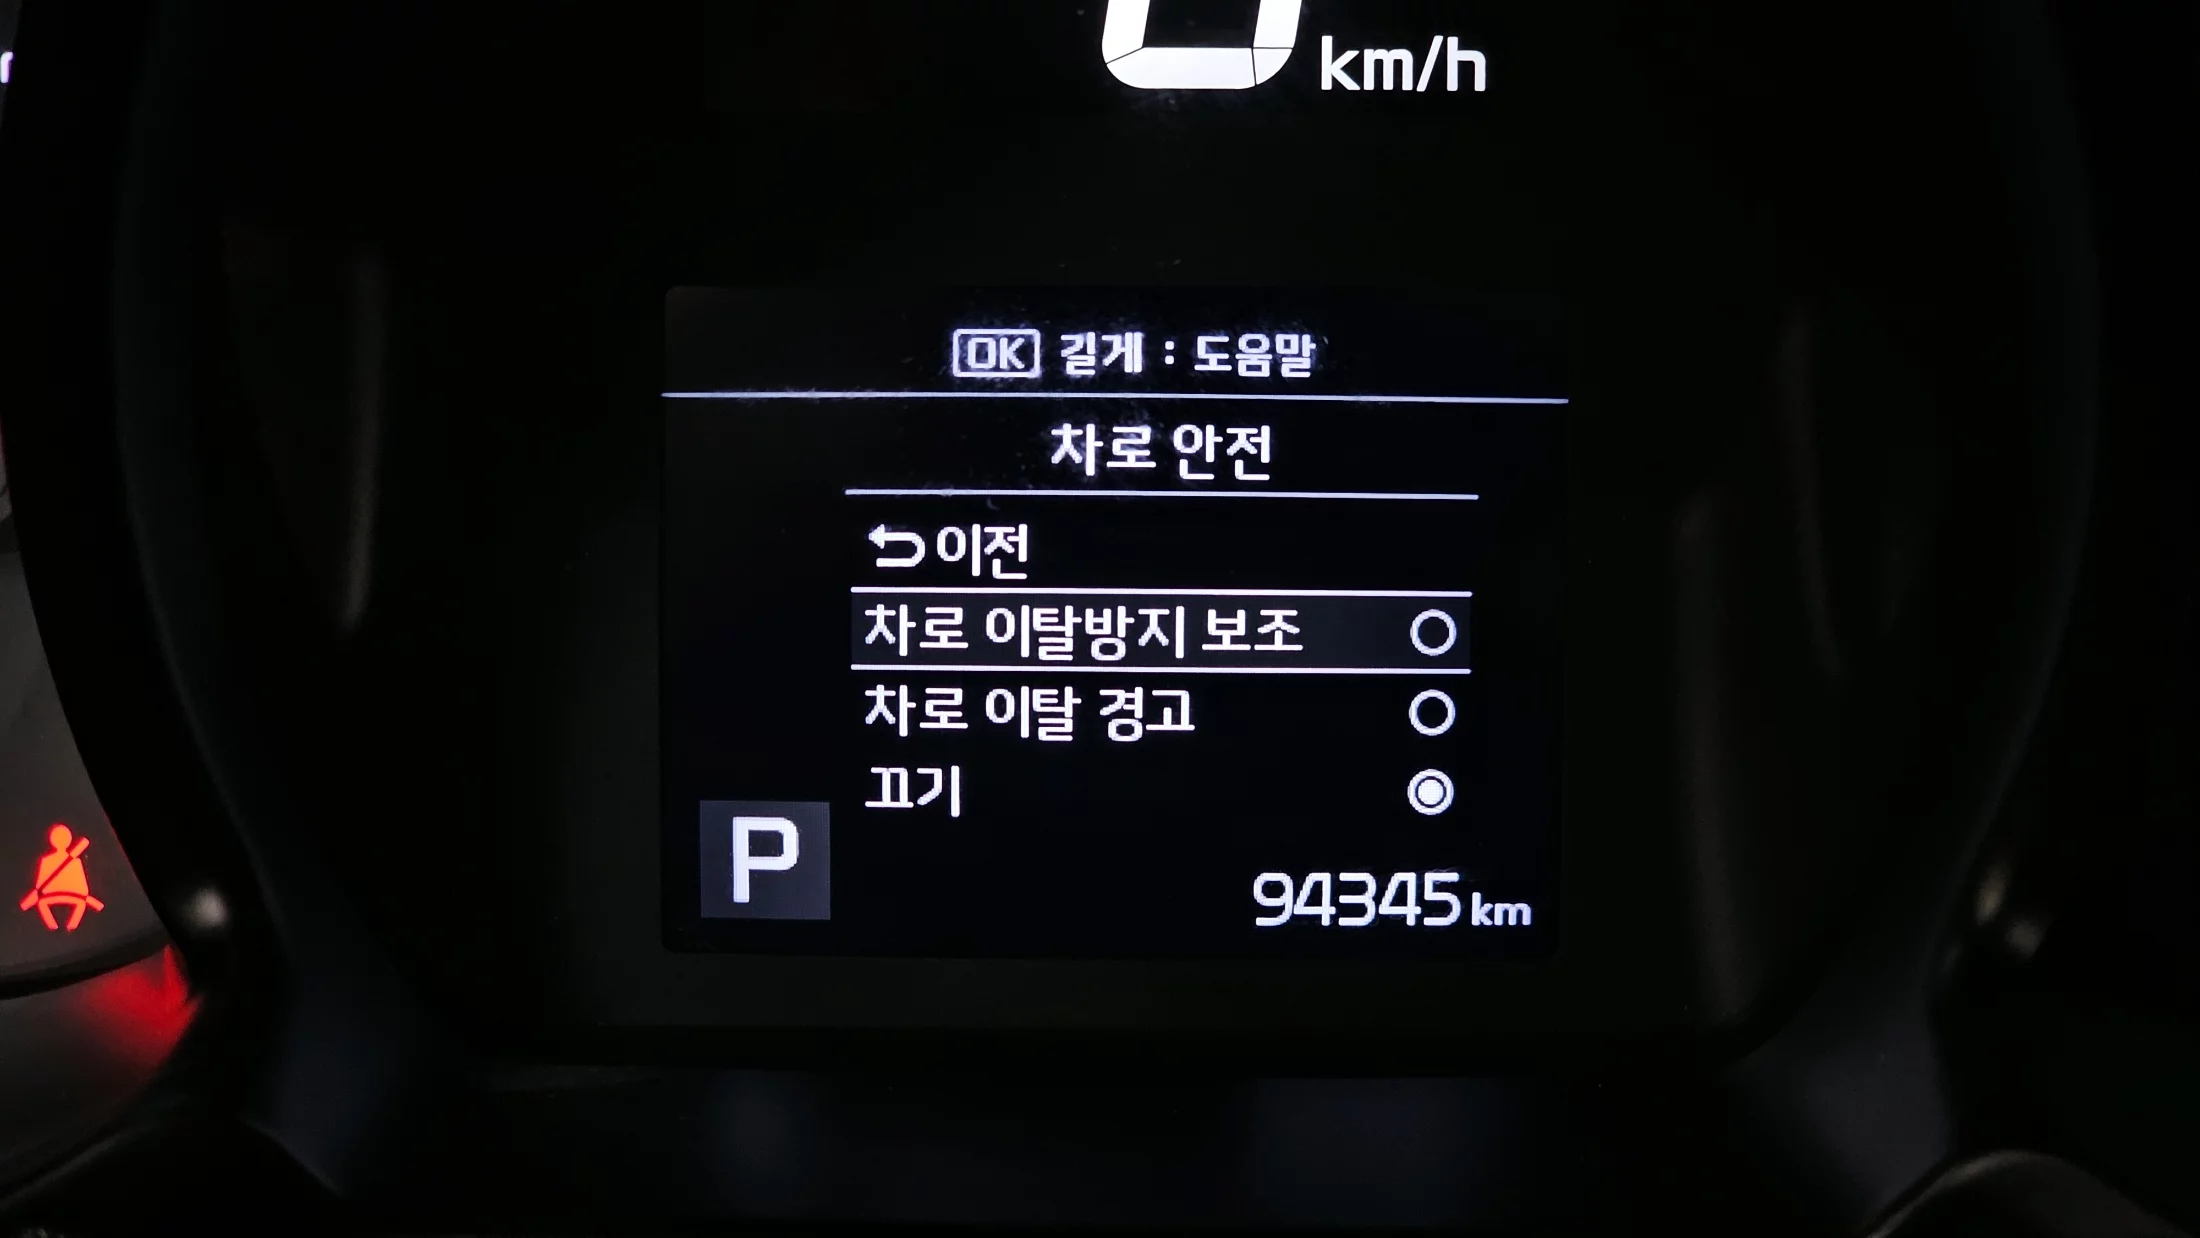 km/h
OK 길게 : 도움말
차로 안전
이전
차로 이탈방지 보조
차로 이탈 경고
끄기
P
94345 km